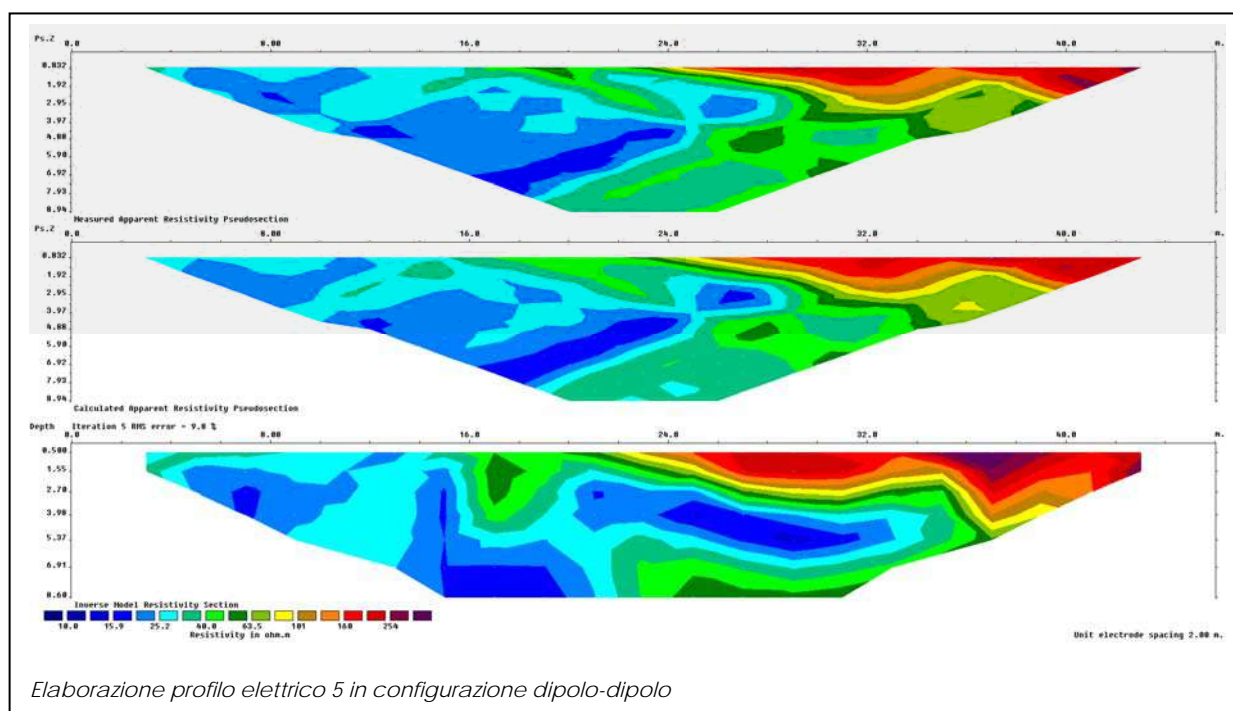 Ps.Z 0.0 8.00 16.0 24.0 32.0 40.0 m.
0.832
1.92
2.95
3.97
4.88
5.90
6.92
7.93
8.94
Measured Apparent Resistivity Pseudosection
Ps.Z 0.0 8.00 16.0 24.0 32.0 40.0 m.
0.832
1.92
2.95
3.97
4.88
5.90
6.92
7.93
8.94
Calculated Apparent Resistivity Pseudosection
Depth Iteration 5 RMS error = 9.8 %
0.0 8.00 16.0 24.0 32.0 40.0 m.
0.500
1.55
2.70
3.98
5.37
6.91
8.60
Inverse Model Resistivity Section
10.0 15.9 25.2 40.0 63.5 101 160 254
Resistivity in ohm.m
Unit electrode spacing 2.00 m.
Elaborazione profilo elettrico 5 in configurazione dipolo-dipolo